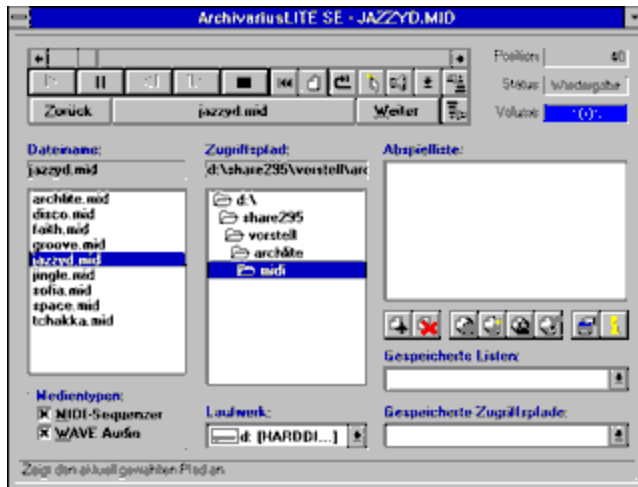 ArchivariusLITE SE - JAZZYD.MID
Position: 40
Status: Wiedergabe
Zurück jazzyd.mid Weiter
Volume:
Dateiname: Zugriffspfad: Abspielliste:
jazzyd.mid d:\share295\vorstell\arc
archlite.mid
disco.mid
faith.mid
groove.mid
jazzyd.mid
jingle.mid
sofia.mid
space.mid
tchakka.mid
d:\
share295
vorstell
archlite
midi
Gespeicherte Listen:
Medientypen:
MIDI-Sequenzer
WAVE Audio
Laufwerk:
d: [HARDDI...]
Gespeicherte Zugriffspfade:
Zeigt den aktuell gewählten Pfad an